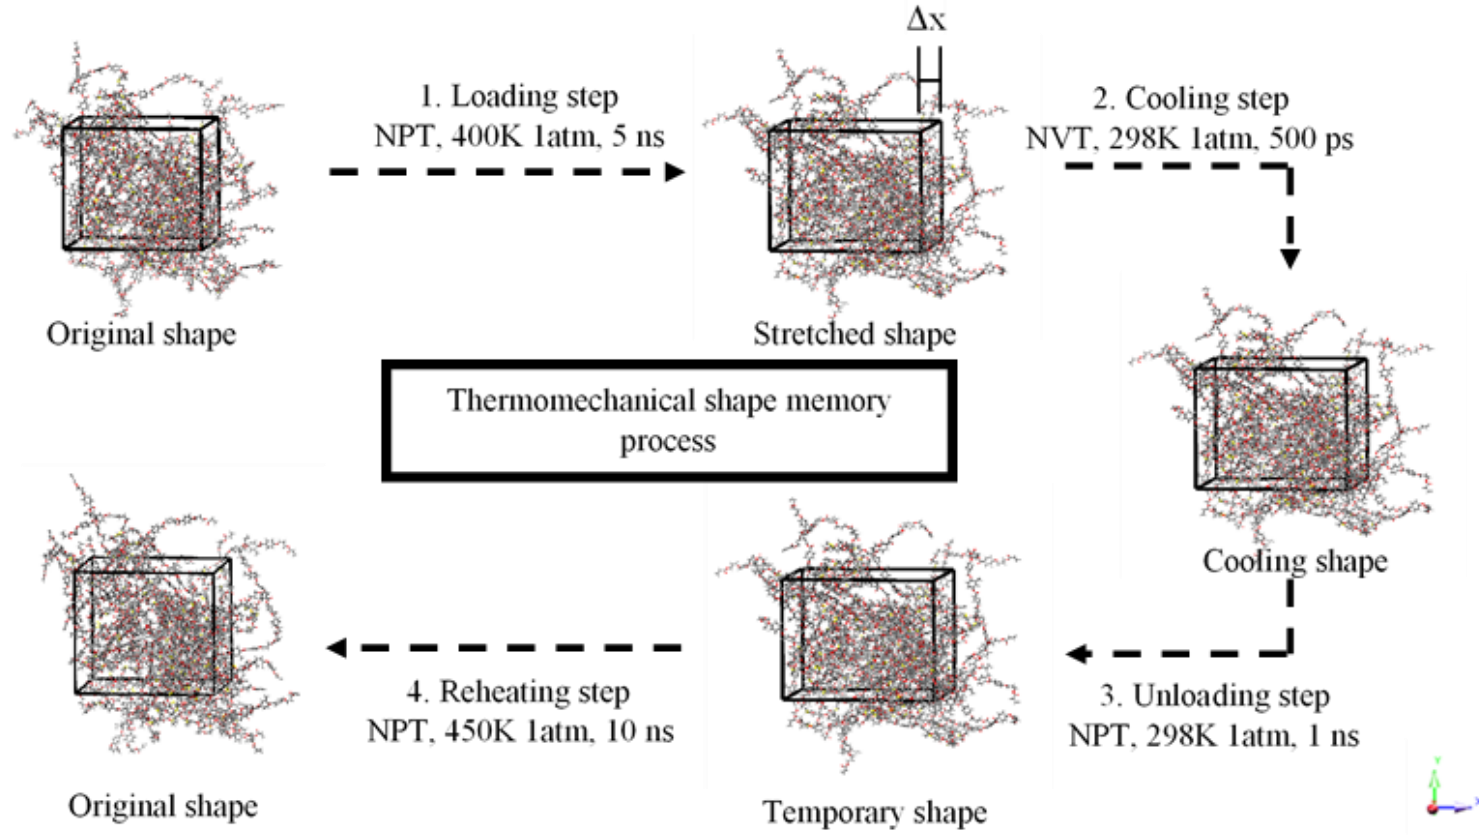 Δx
1. Loading step
NPT, 400K 1atm, 5 ns
2. Cooling step
NVT, 298K 1atm, 500 ps
Original shape
Stretched shape
Thermomechanical shape memory
process
Cooling shape
4. Reheating step
NPT, 450K 1atm, 10 ns
3. Unloading step
NPT, 298K 1atm, 1 ns
Original shape
Temporary shape
Y
X